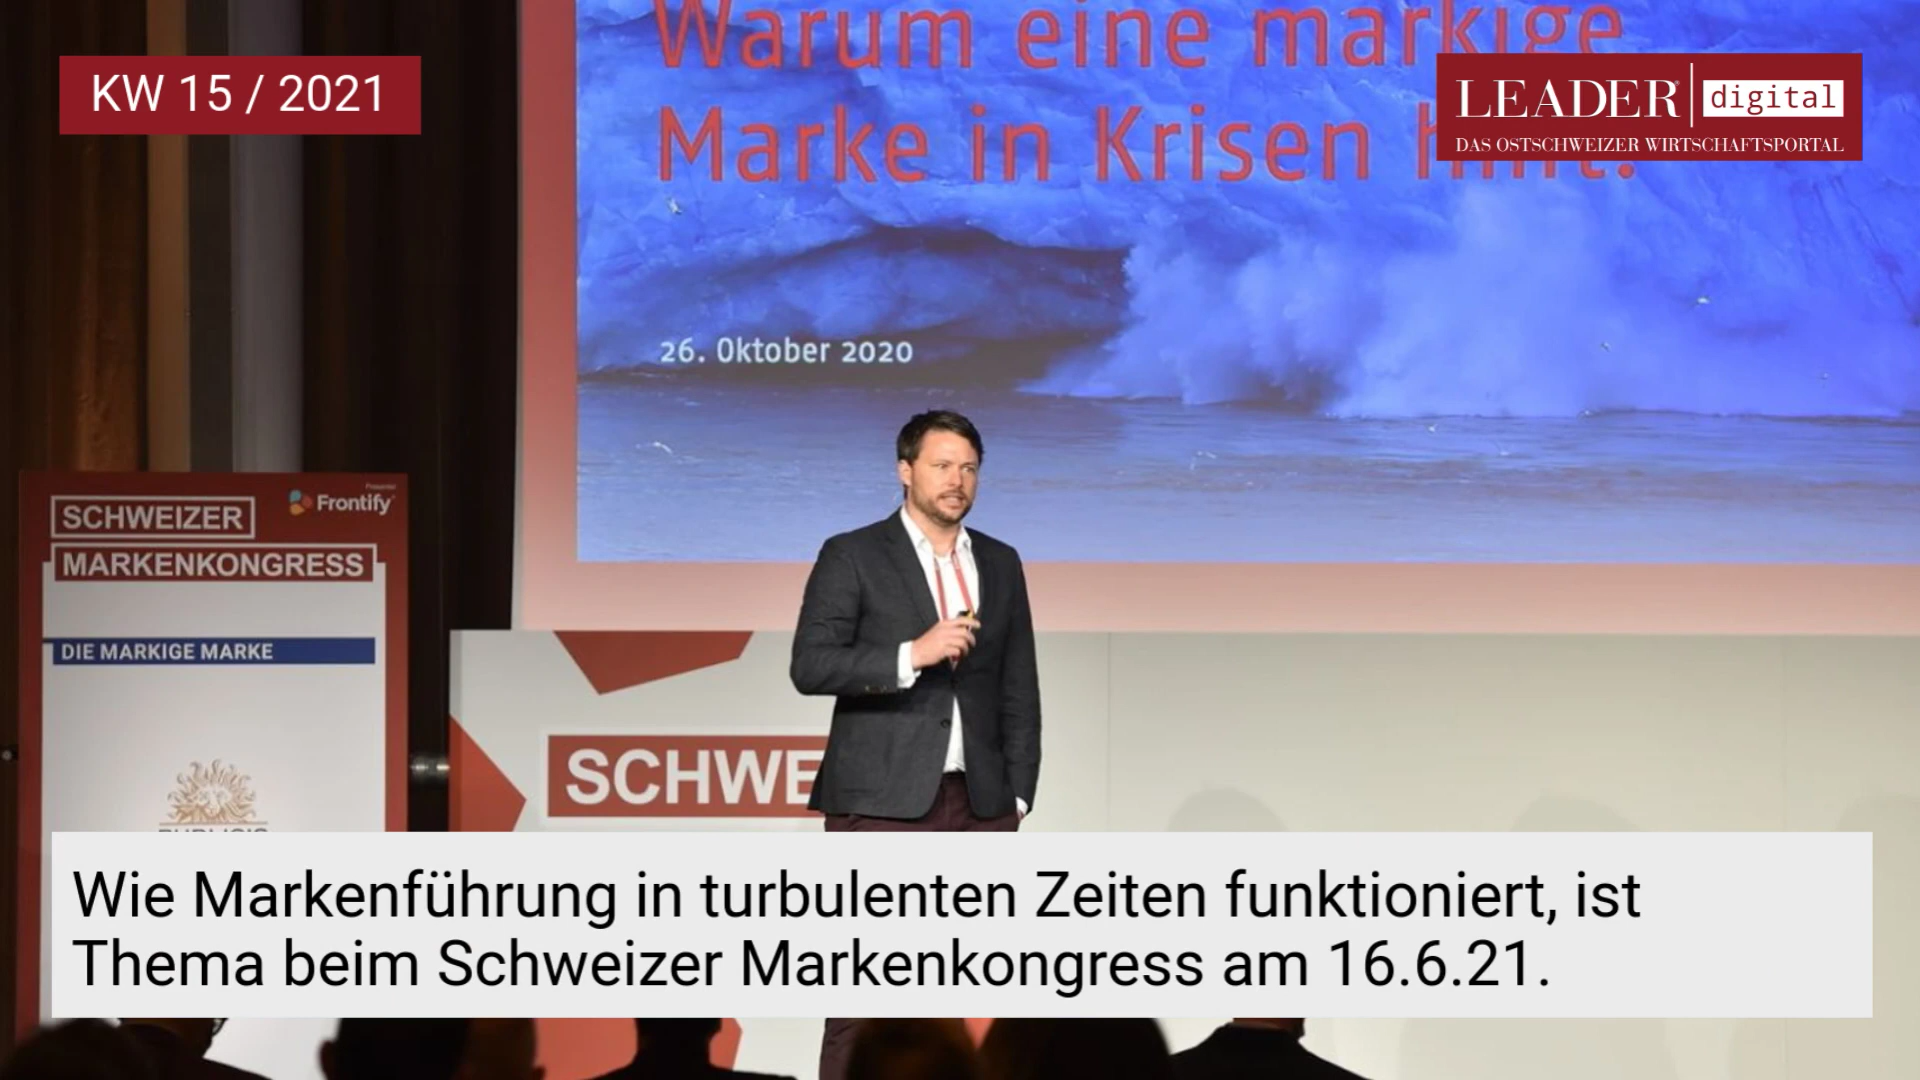 KW 15 / 2021
Warum eine markige
Marke in Krisen
26. Oktober 2020
LEADER digital
DAS OSTSCHWEIZER WIRTSCHAFTSPORTAL
SCHWEIZER
MARKENKONGRESS
Frontify
DIE MARKIGE MARKE
SCHWE
Wie Markenführung in turbulenten Zeiten funktioniert, ist
Thema beim Schweizer Markenkongress am 16.6.21.